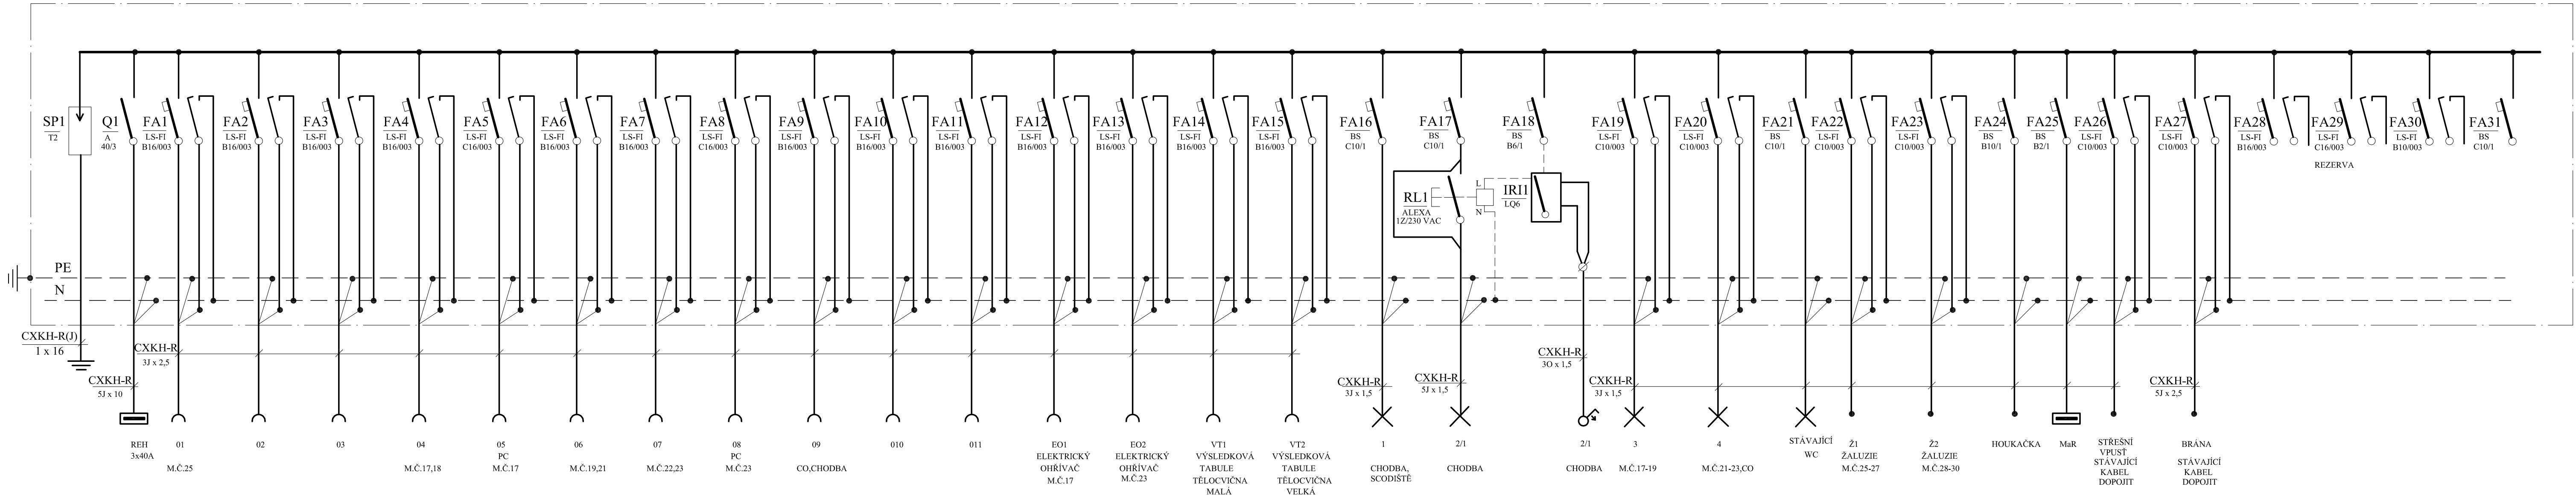 SP1
T2
Q1
A
40/3
FA1
LS-FI
B16/003
FA2
LS-FI
B16/003
FA3
LS-FI
B16/003
FA4
LS-FI
B16/003
FA5
LS-FI
C16/003
FA6
LS-FI
B16/003
FA7
LS-FI
B16/003
FA8
LS-FI
C16/003
FA9
LS-FI
B16/003
FA10
LS-FI
B16/003
FA11
LS-FI
B16/003
FA12
LS-FI
B16/003
FA13
LS-FI
B16/003
FA14
LS-FI
B16/003
FA15
LS-FI
B16/003
FA16
BS
C10/1
FA17
BS
C10/1
FA18
BS
B6/1
FA19
LS-FI
C10/003
FA20
LS-FI
C10/003
FA21
BS
C10/1
FA22
LS-FI
C10/003
FA23
LS-FI
C10/003
FA24
BS
B10/1
FA25
BS
B2/1
FA26
LS-FI
C10/003
FA27
LS-FI
C10/003
FA28
LS-FI
B16/003
FA29
LS-FI
C16/003
FA30
LS-FI
B10/003
FA31
BS
C10/1
REZERVA
RL1
ALEXA
1Z/230 VAC
L
N
IRI1
LQ6
PE
N
CXKH-R(J)
1 x 16
CXKH-R
3J x 2,5
CXKH-R
5J x 10
CXKH-R
3J x 1,5
CXKH-R
5J x 1,5
CXKH-R
3O x 1,5
CXKH-R
3J x 1,5
CXKH-R
5J x 2,5
REH
3x40A
01
M.Č.25
02
03
04
M.Č.17,18
05
PC
M.Č.17
06
M.Č.19,21
07
M.Č.22,23
08
PC
M.Č.23
09
CO,CHODBA
010
011
EO1
ELEKTRICKÝ
OHŘÍVAČ
M.Č.17
EO2
ELEKTRICKÝ
OHŘÍVAČ
M.Č.23
VT1
VÝSLEDKOVÁ
TABULE
TĚLOCVIČNA
MALÁ
VT2
VÝSLEDKOVÁ
TABULE
TĚLOCVIČNA
VELKÁ
1
CHODBA,
SCODIŠTĚ
2/1
CHODBA
2/1
CHODBA
3
M.Č.17-19
4
M.Č.21-23,CO
STÁVAJÍCÍ
WC
Ž1
ŽALUZIE
M.Č.25-27
Ž2
ŽALUZIE
M.Č.28-30
HOUKAČKA
MaR
STŘEŠNÍ
VPUSŤ
STÁVAJÍCÍ
KABEL
DOPOJIT
BRÁNA
STÁVAJÍCÍ
KABEL
DOPOJIT